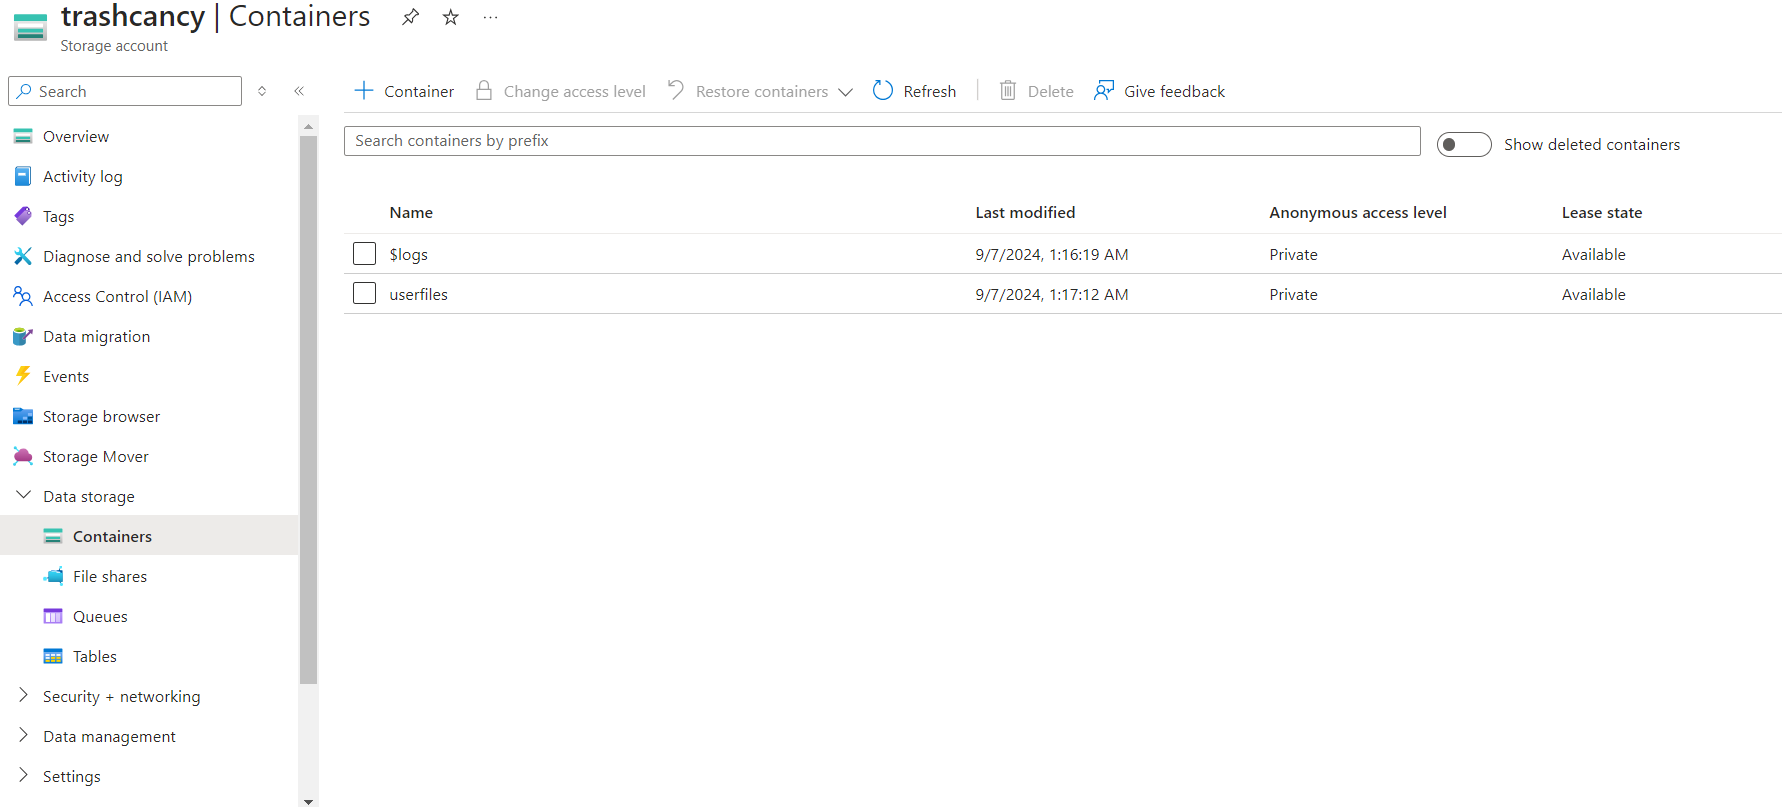 trashcancy | Containers
Storage account
Search
Container
Change access level
Restore containers
Refresh
Delete
Give feedback
Search containers by prefix
Show deleted containers
Overview
Activity log
Tags
Diagnose and solve problems
Access Control (IAM)
Data migration
Events
Storage browser
Storage Mover
Data storage
Containers
File shares
Queues
Tables
Security + networking
Data management
Settings
Name Last modified Anonymous access level Lease state
$logs 9/7/2024, 1:16:19 AM Private Available
userfiles 9/7/2024, 1:17:12 AM Private Available